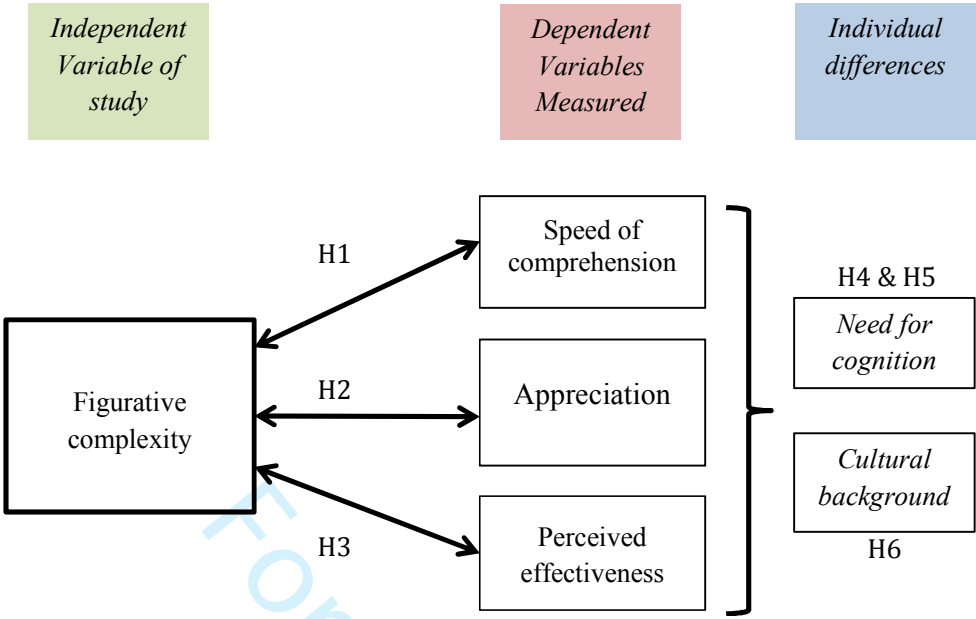 Independent
Variable of
study
Dependent
Variables
Measured
Individual
differences
H1
Speed of
comprehension
H4 & H5
Need for
cognition
Figurative
complexity
H2
Appreciation
Cultural
background
H6
H3
Perceived
effectiveness
For